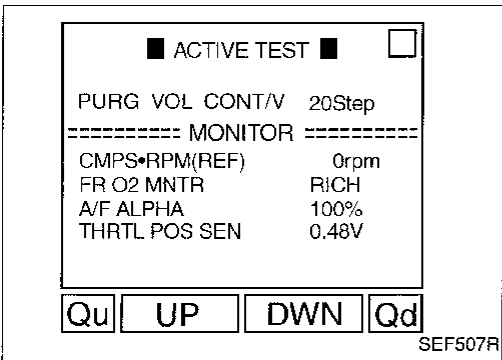 ■ ACTIVE TEST ■
PURG VOL CONT/V 20Step
========== MONITOR ==========
CMPS•RPM(REF) 0rpm
FR O2 MNTR RICH
A/F ALPHA 100%
THRTL POS SEN 0.48V
Qu UP DWN Qd
SEF507R